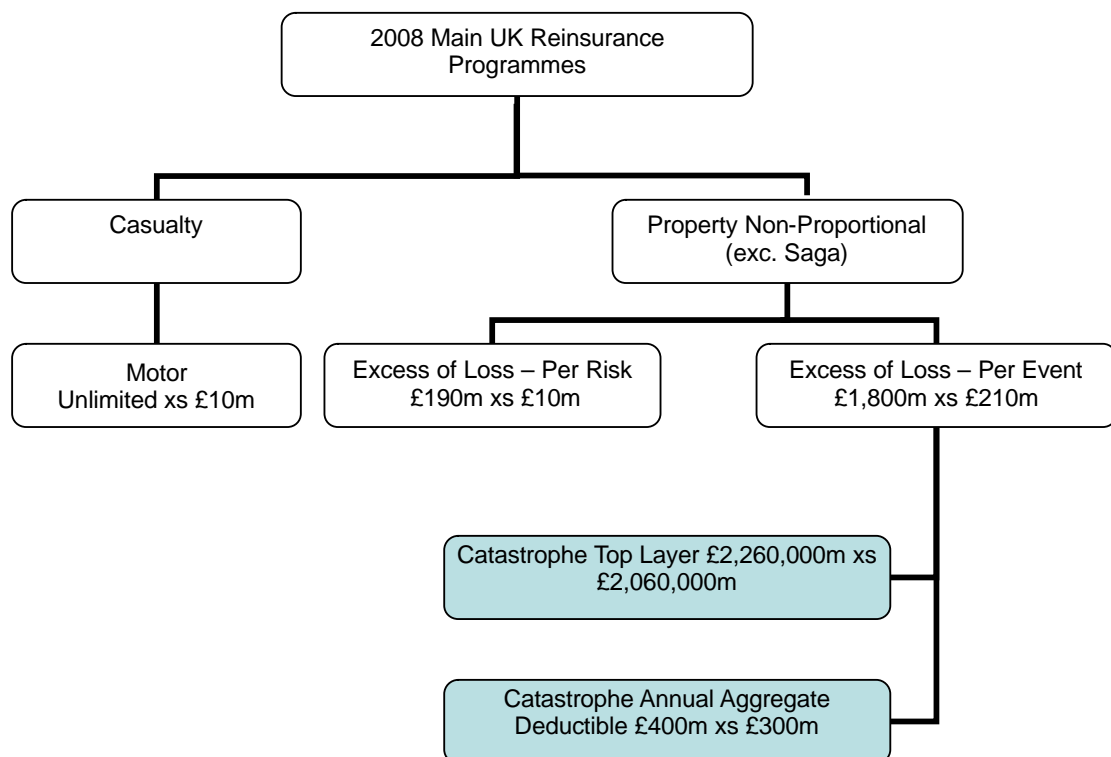 2008 Main UK Reinsurance
Programmes
Casualty
Property Non-Proportional
(exc. Saga)
Motor
Unlimited xs £10m
Excess of Loss – Per Risk
£190m xs £10m
Excess of Loss – Per Event
£1,800m xs £210m
Catastrophe Top Layer £2,260,000m xs
£2,060,000m
Catastrophe Annual Aggregate
Deductible £400m xs £300m